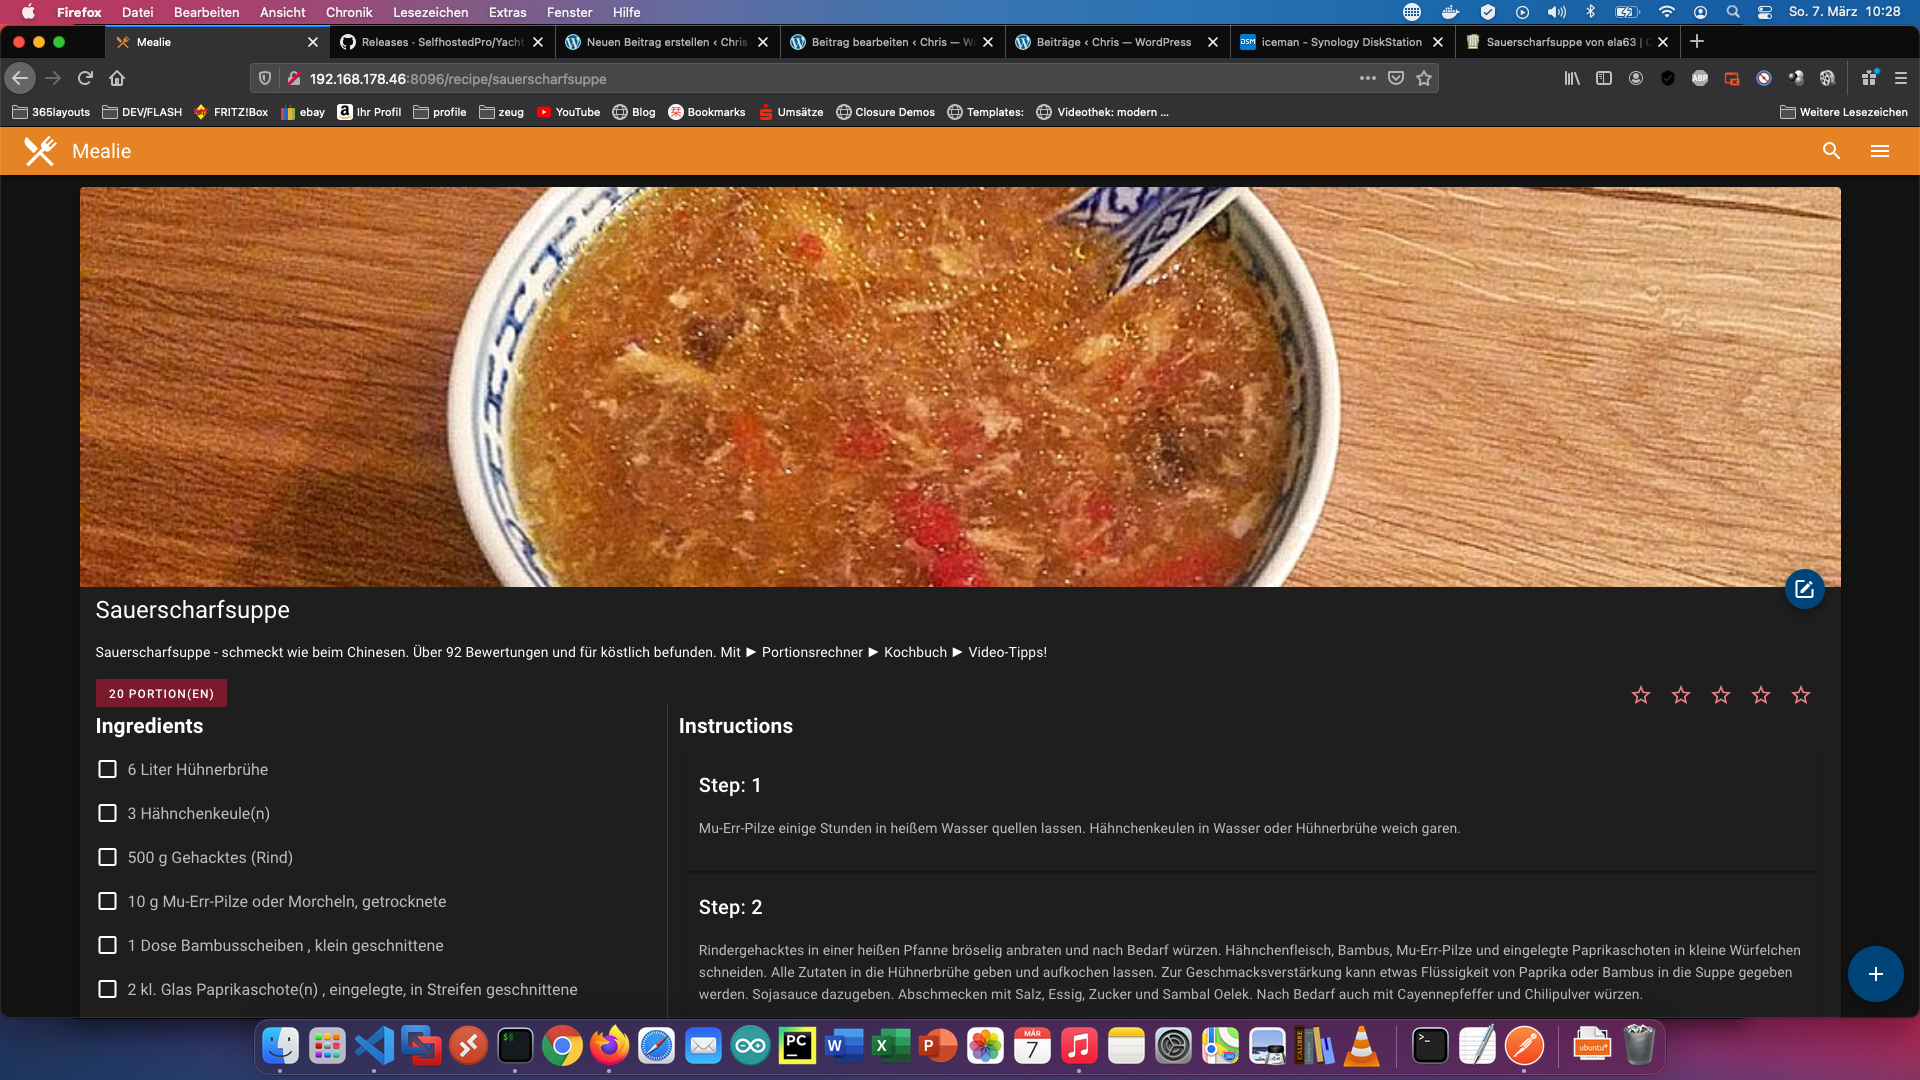 Firefox Datei Bearbeiten Ansicht Chronik Lesezeichen Extras Fenster Hilfe So. 7. März 10:28
Mealie Releases · SelfhostedPro/Yacht Neuen Beitrag erstellen ‹ Chris Beitrag bearbeiten ‹ Chris — W Beiträge ‹ Chris — WordPress iceman - Synology DiskStation Sauerscharfsuppe von ela63 |
192.168.178.46:8096/recipe/sauerscharfsuppe
365layouts DEV/FLASH FRITZ!Box ebay Ihr Profil profile zeug YouTube Blog Bookmarks Umsätze Closure Demos Templates: Videothek: modern ... Weitere Lesezeichen
Mealie
Sauerscharfsuppe
Sauerscharfsuppe - schmeckt wie beim Chinesen. Über 92 Bewertungen und für köstlich befunden. Mit ► Portionsrechner ► Kochbuch ► Video-Tipps!
20 PORTION(EN)
Ingredients
6 Liter Hühnerbrühe
3 Hähnchenkeule(n)
500 g Gehacktes (Rind)
10 g Mu-Err-Pilze oder Morcheln, getrocknete
1 Dose Bambusscheiben , klein geschnittene
2 kl. Glas Paprikaschote(n) , eingelegte, in Streifen geschnittene
Instructions
Step: 1
Mu-Err-Pilze einige Stunden in heißem Wasser quellen lassen. Hähnchenkeulen in Wasser oder Hühnerbrühe weich garen.
Step: 2
Rindergehacktes in einer heißen Pfanne bröselig anbraten und nach Bedarf würzen. Hähnchenfleisch, Bambus, Mu-Err-Pilze und eingelegte Paprikaschoten in kleine Würfelchen
schneiden. Alle Zutaten in die Hühnerbrühe geben und aufkochen lassen. Zur Geschmacksverstärkung kann etwas Flüssigkeit von Paprika oder Bambus in die Suppe gegeben
werden. Sojasauce dazugeben. Abschmecken mit Salz, Essig, Zucker und Sambal Oelek. Nach Bedarf auch mit Cayennepfeffer und Chilipulver würzen.
PC W X P MÄR 7 CALIBRE ubuntu